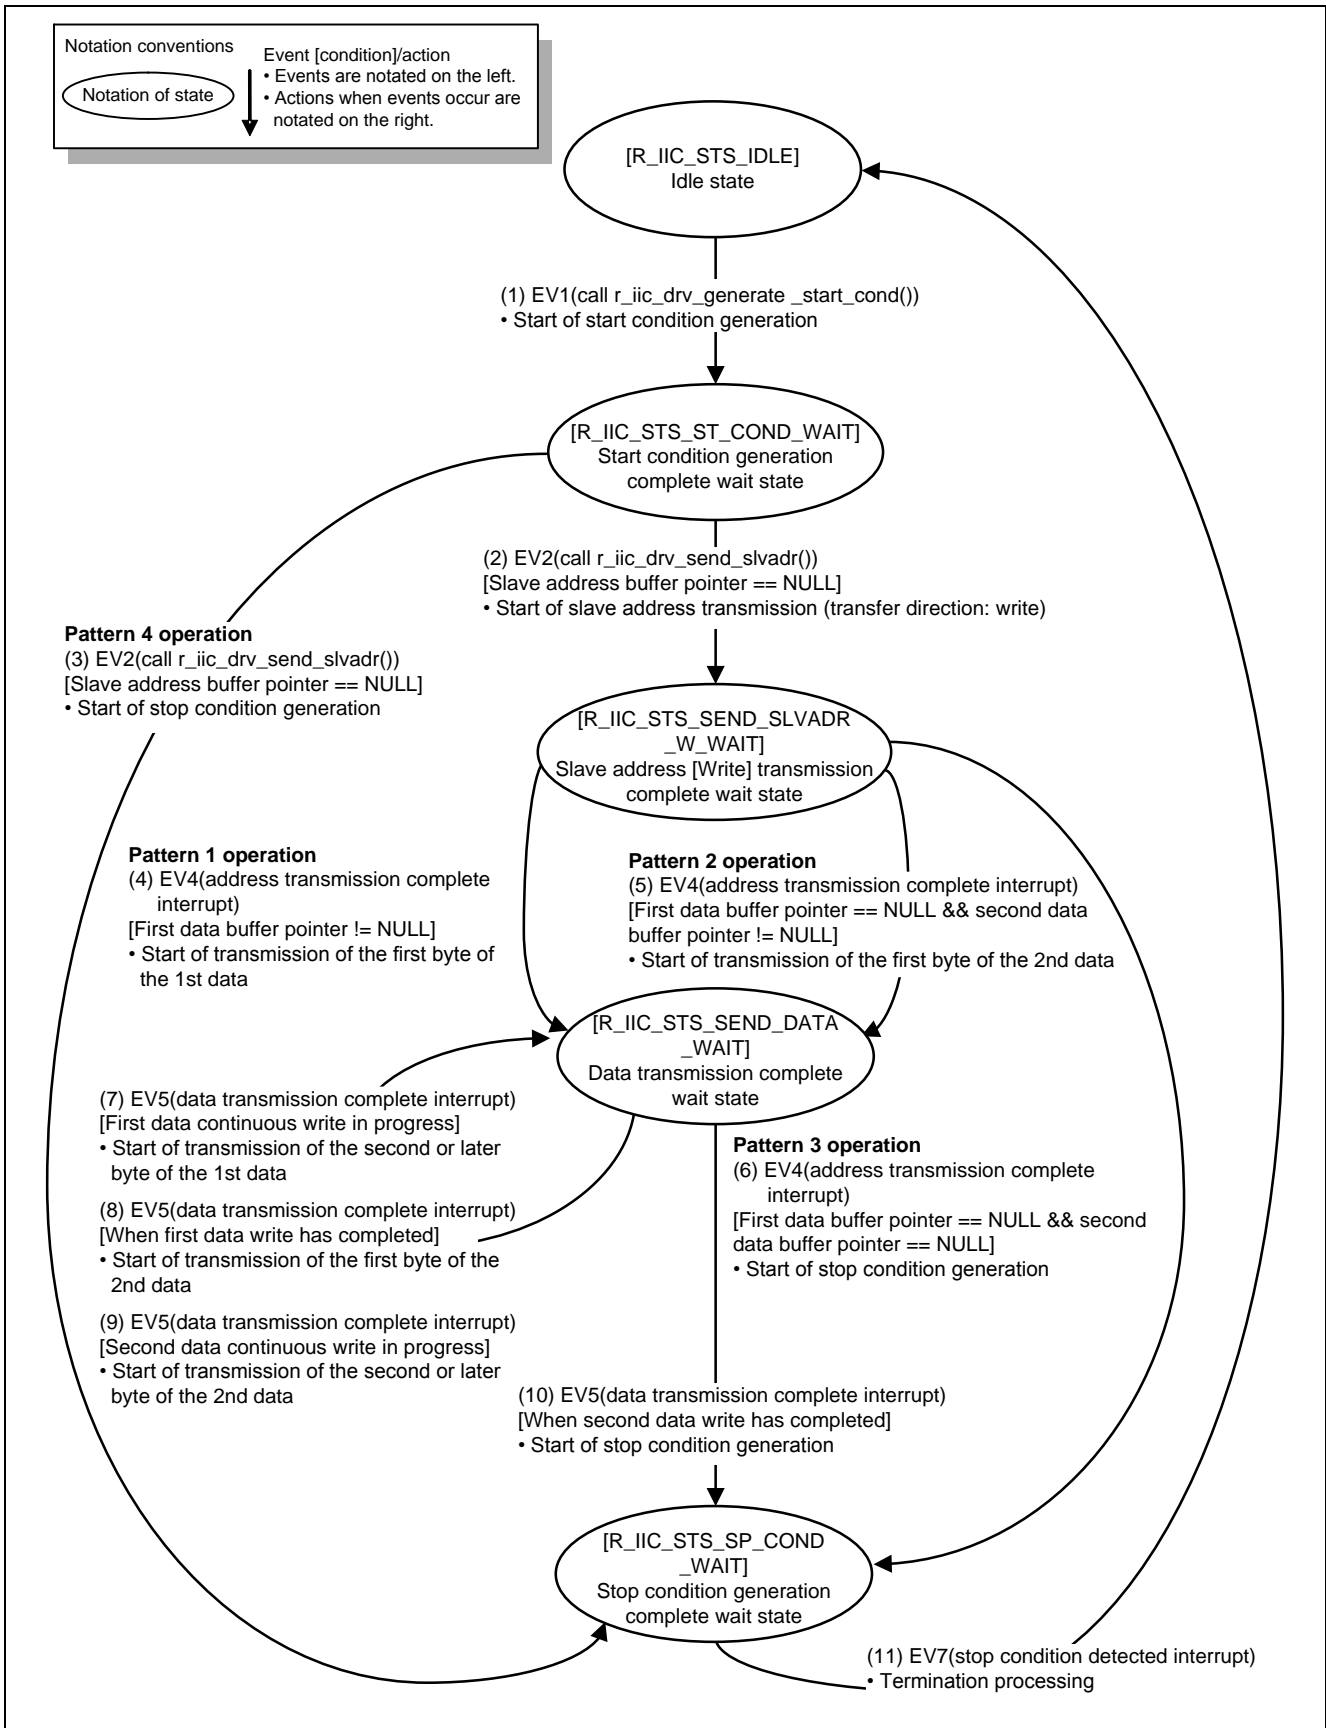 Notation conventions
Notation of state
Event [condition]/action
• Events are notated on the left.
• Actions when events occur are
notated on the right.
[R_IIC_STS_IDLE]
Idle state
(1) EV1(call r_iic_drv_generate _start_cond())
• Start of start condition generation
[R_IIC_STS_ST_COND_WAIT]
Start condition generation
complete wait state
(2) EV2(call r_iic_drv_send_slvadr())
[Slave address buffer pointer == NULL]
• Start of slave address transmission (transfer direction: write)
Pattern 4 operation
(3) EV2(call r_iic_drv_send_slvadr())
[Slave address buffer pointer == NULL]
• Start of stop condition generation
[R_IIC_STS_SEND_SLVADR
_W_WAIT]
Slave address [Write] transmission
complete wait state
Pattern 1 operation
(4) EV4(address transmission complete
interrupt)
[First data buffer pointer != NULL]
• Start of transmission of the first byte of
the 1st data
Pattern 2 operation
(5) EV4(address transmission complete interrupt)
[First data buffer pointer == NULL && second data
buffer pointer != NULL]
• Start of transmission of the first byte of the 2nd data
[R_IIC_STS_SEND_DATA
_WAIT]
Data transmission complete
wait state
(7) EV5(data transmission complete interrupt)
[First data continuous write in progress]
• Start of transmission of the second or later
byte of the 1st data
(8) EV5(data transmission complete interrupt)
[When first data write has completed]
• Start of transmission of the first byte of the
2nd data
(9) EV5(data transmission complete interrupt)
[Second data continuous write in progress]
• Start of transmission of the second or later
byte of the 2nd data
Pattern 3 operation
(6) EV4(address transmission complete
interrupt)
[First data buffer pointer == NULL && second
data buffer pointer == NULL]
• Start of stop condition generation
(10) EV5(data transmission complete interrupt)
[When second data write has completed]
• Start of stop condition generation
[R_IIC_STS_SP_COND
_WAIT]
Stop condition generation
complete wait state
(11) EV7(stop condition detected interrupt)
• Termination processing